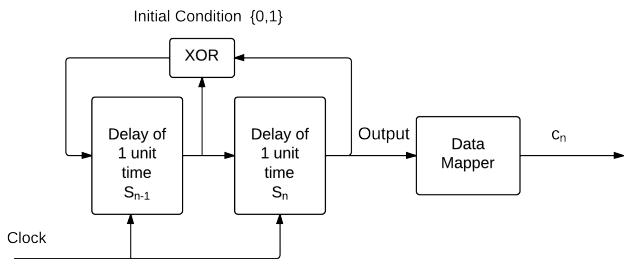 Initial Condition {0,1}
XOR
Delay of
1 unit
time
Sn-1
Delay of
1 unit
time
Sn
Output
Data
Mapper
cn
Clock